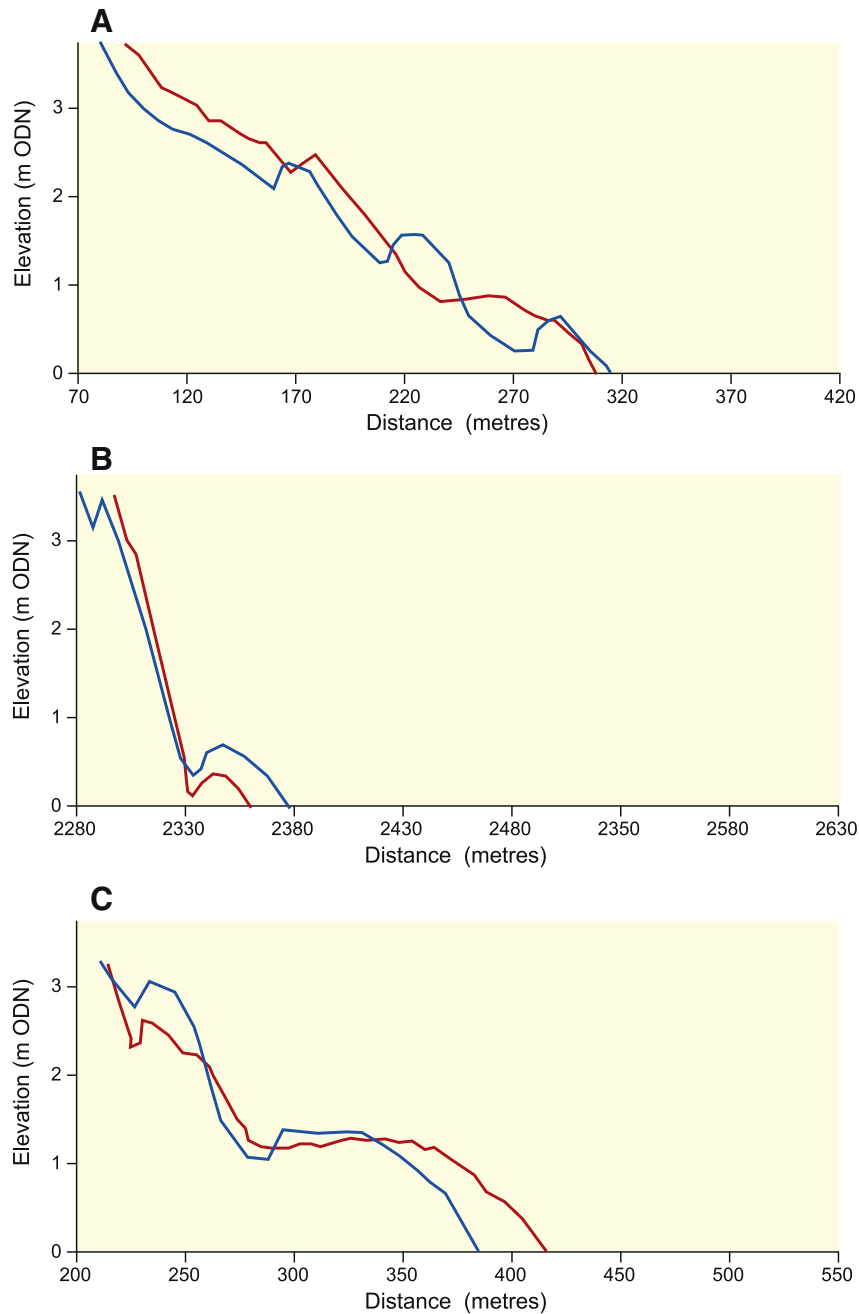 A
Elevation (m ODN)
3
2
1
0
70 120 170 220 270 320 370 420
Distance (metres)
B
Elevation (m ODN)
3
2
1
0
2280 2330 2380 2430 2480 2350 2580 2630
Distance (metres)
C
Elevation (m ODN)
3
2
1
0
200 250 300 350 400 450 500 550
Distance (metres)